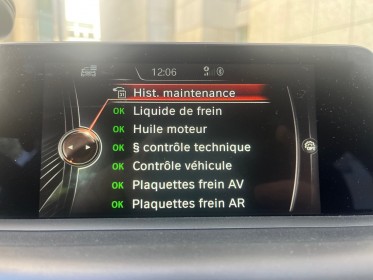 12:06
Hist. maintenance
OK Liquide de frein
OK Huile moteur
OK § contrôle technique
OK Contrôle véhicule
OK Plaquettes frein AV
OK Plaquettes frein AR